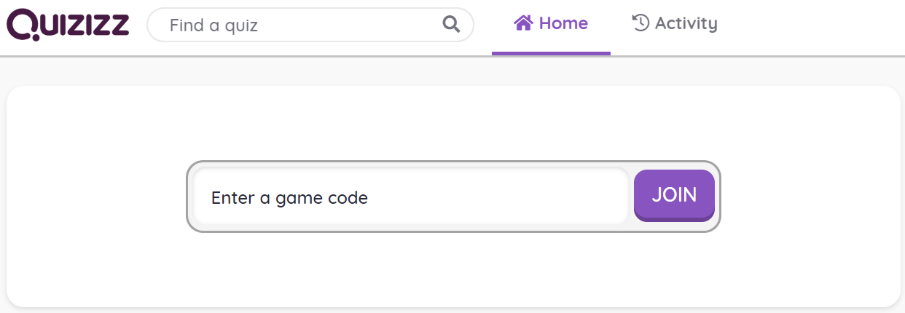 QUIZIZZ
Find a quiz
Home
Activity
Enter a game code
JOIN